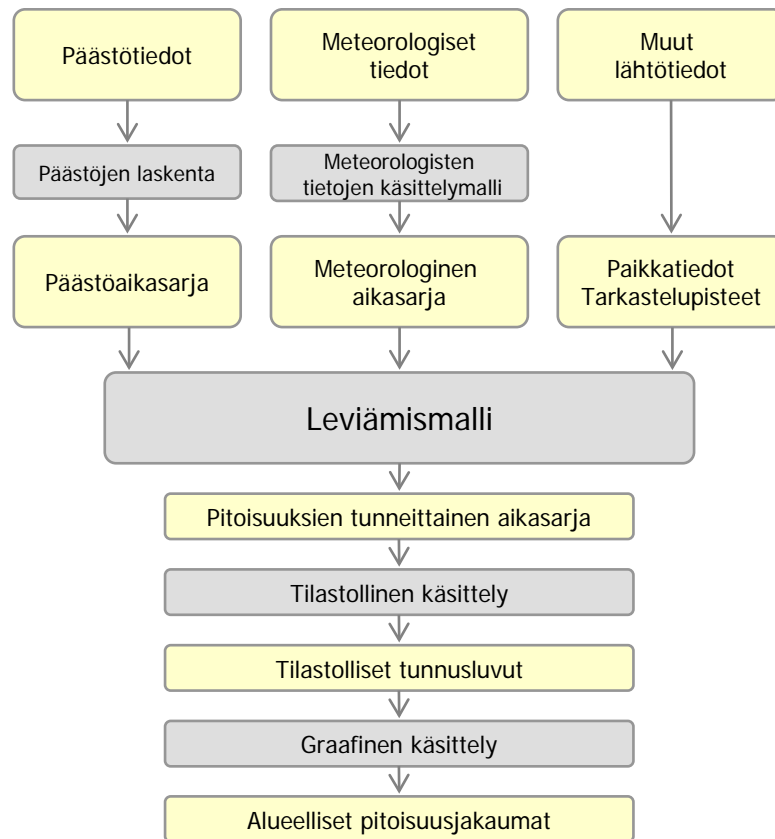 Päästötiedot
Meteorologiset
tiedot
Muut
lähtötiedot
Päästöjen laskenta
Meteorologisten
tietojen käsittelymalli
Päästöaikasarja
Meteorologinen
aikasarja
Paikkatiedot
Tarkastelupisteet
Leviämismalli
Pitoisuuksien tunneittainen aikasarja
Tilastollinen käsittely
Tilastolliset tunnusluvut
Graafinen käsittely
Alueelliset pitoisuusjakaumat